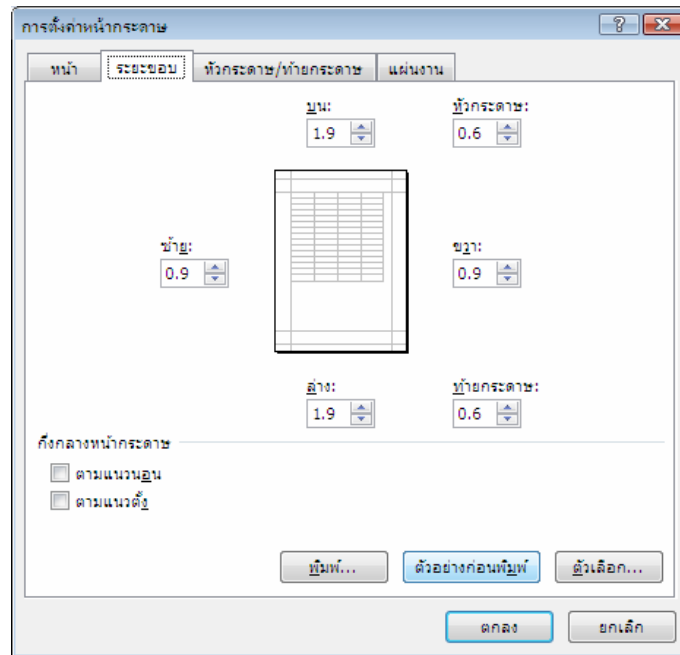 การตั้งค่าหน้ากระดาษ
หน้า ระยะขอบ หัวกระดาษ/ท้ายกระดาษ แผ่นงาน
บน: หัวกระดาษ:
1.9 0.6
ซ้าย: ขวา:
0.9 0.9
ล่าง: ท้ายกระดาษ:
1.9 0.6
กึ่งกลางหน้ากระดาษ
ตามแนวนอน
ตามแนวตั้ง
พิมพ์... ตัวอย่างก่อนพิมพ์ ตัวเลือก...
ตกลง ยกเลิก